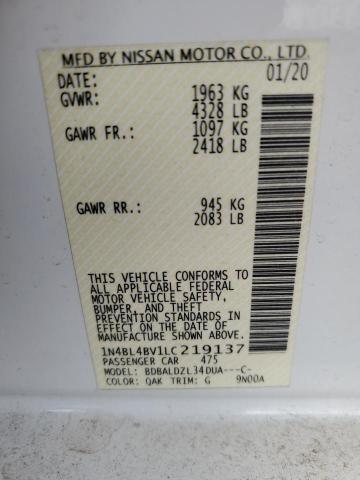 MFD BY NISSAN MOTOR CO., LTD.
DATE: 01/20
GVWR: 1963 KG
4328 LB
GAWR FR.: 1097 KG
2418 LB
GAWR RR.: 945 KG
2083 LB
THIS VEHICLE CONFORMS TO
ALL APPLICABLE FEDERAL
MOTOR VEHICLE SAFETY,
BUMPER, AND THEFT
PREVENTION STANDARDS IN
EFFECT ON THE DATE OF
MANUFACTURE SHOWN ABOVE.
1N4BL4BV1LC219137
PASSENGER CAR 475
MODEL: BDBALDZL34DUA---C-
COLOR: QAK TRIM: G 9N00A